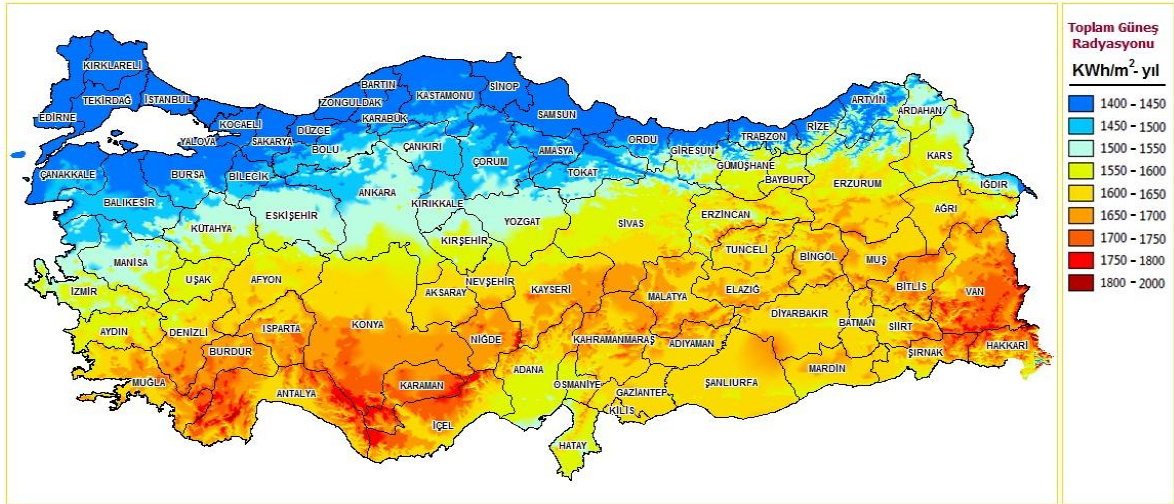 Toplam Güneş
Radyasyonu
KWh/m²- yıl
1400 - 1450
1450 - 1500
1500 - 1550
1550 - 1600
1600 - 1650
1650 - 1700
1700 - 1750
1750 - 1800
1800 - 2000
KIRKLARELİ
TEKİRDAĞ
İSTANBUL
EDİRNE
KOCAELİ
YALOVA
SAKARYA
DÜZCE
ZONGULDAK
BARTIN
KARABÜK
KASTAMONU
SİNOP
SAMSUN
ORDU
GİRESUN
TRABZON
RİZE
ARTVİN
ARDAHAN
ÇANAKKALE
BURSA
BİLECİK
BOLU
ÇANKIRI
ÇORUM
AMASYA
TOKAT
GÜMÜŞHANE
BAYBURT
ERZURUM
KARS
IĞDIR
BALIKESİR
KÜTAHYA
ESKİŞEHİR
ANKARA
KIRIKKALE
YOZGAT
SİVAS
ERZİNCAN
AĞRI
MANİSA
KIRŞEHİR
TUNCELİ
BİNGÖL
MUŞ
İZMİR
UŞAK
AFYON
AKSARAY
NEVŞEHİR
KAYSERİ
MALATYA
ELAZIĞ
BİTLİS
VAN
AYDIN
DENİZLİ
ISPARTA
KONYA
NİĞDE
KAHRAMANMARAŞ
ADIYAMAN
DİYARBAKIR
BATMAN
SİİRT
BURDUR
ŞIRNAK
HAKKARİ
MUĞLA
ANTALYA
KARAMAN
ADANA
OSMANİYE
GAZİANTEP
ŞANLIURFA
MARDİN
İÇEL
KİLİS
HATAY